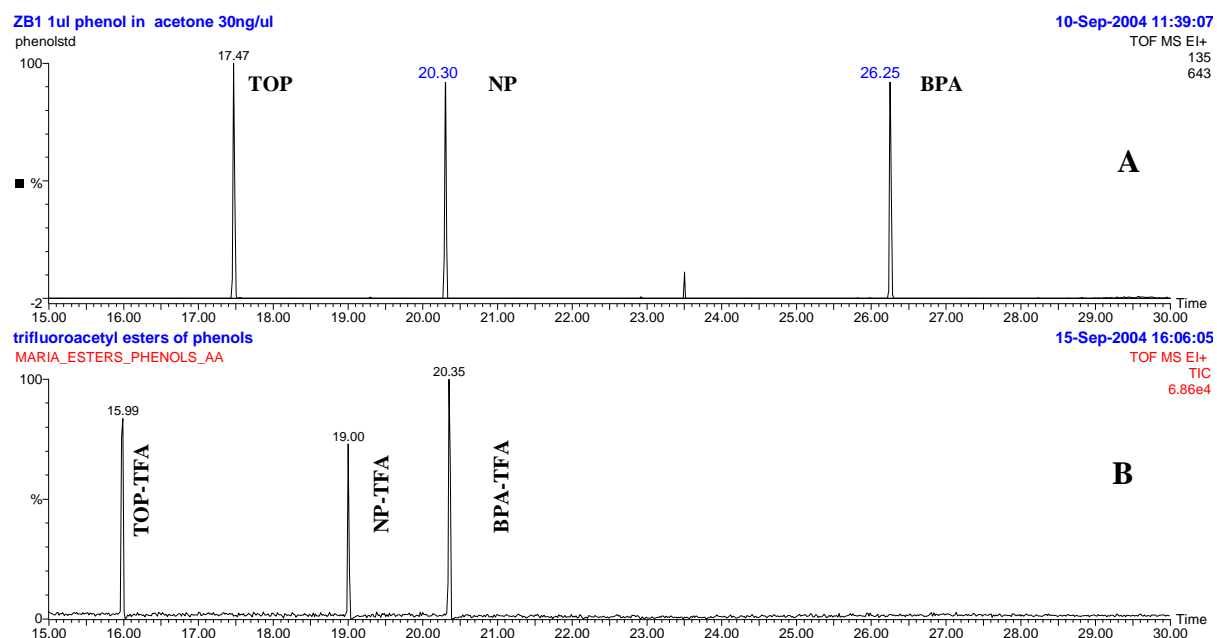 ZB1 1ul phenol in acetone 30ng/ul 10-Sep-2004 11:39:07
phenolstd TOF MS EI+
135
643
100
17.47
TOP
20.30
NP
26.25
BPA
A
%
-2
Time
15.00 16.00 17.00 18.00 19.00 20.00 21.00 22.00 23.00 24.00 25.00 26.00 27.00 28.00 29.00 30.00
trifluoroacetyl esters of phenols 15-Sep-2004 16:06:05
MARIA_ESTERS_PHENOLS_AA TOF MS EI+
TIC
6.86e4
100
15.99
TOP-TFA
19.00
NP-TFA
20.35
BPA-TFA
B
%
0
Ti
15.00 16.00 17.00 18.00 19.00 20.00 21.00 22.00 23.00 24.00 25.00 26.00 27.00 28.00 29.00 30.00